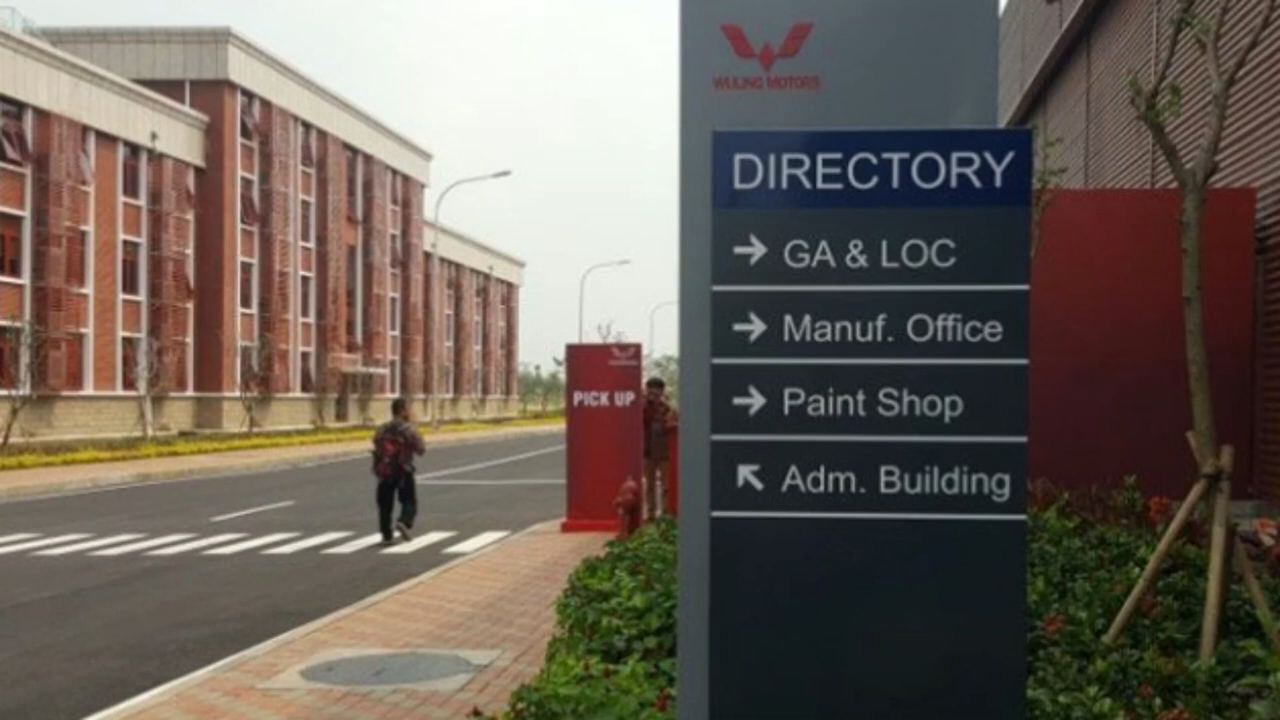 WULING MOTORS
DIRECTORY
→ GA & LOC
→ Manuf. Office
→ Paint Shop
↖ Adm. Building
PICK UP